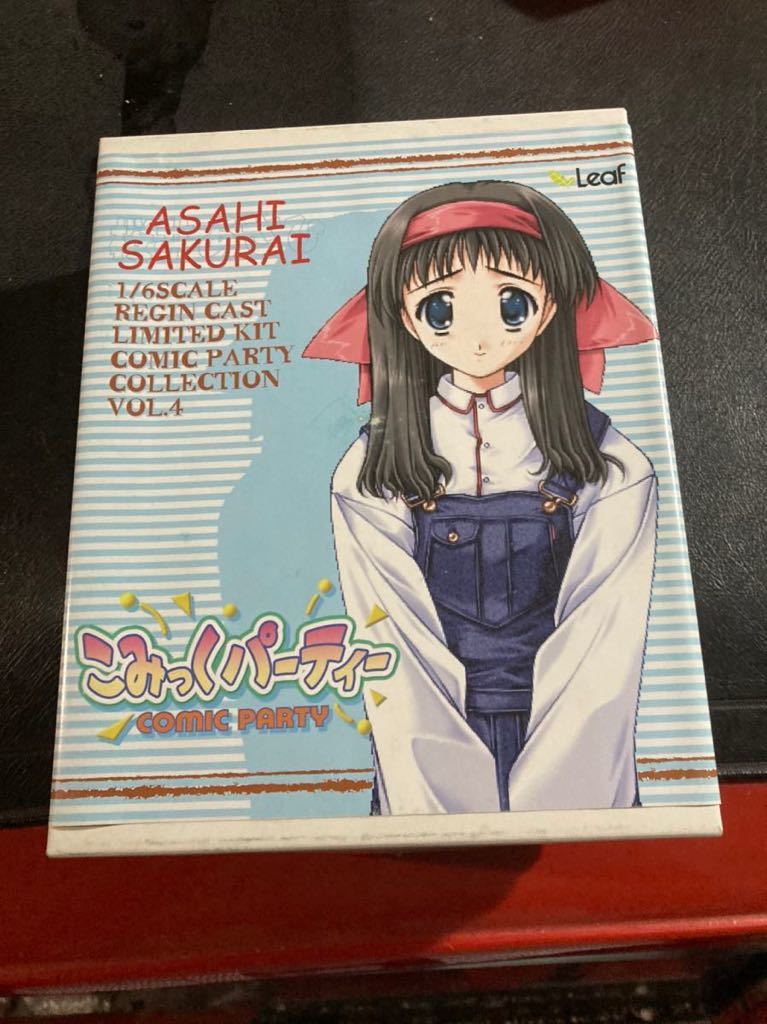 Leaf
ASAHI
SAKURAI
1/6SCALE
REGIN CAST
LIMITED KIT
COMIC PARTY
COLLECTION
VOL.4
こみっくパーティー
COMIC PARTY